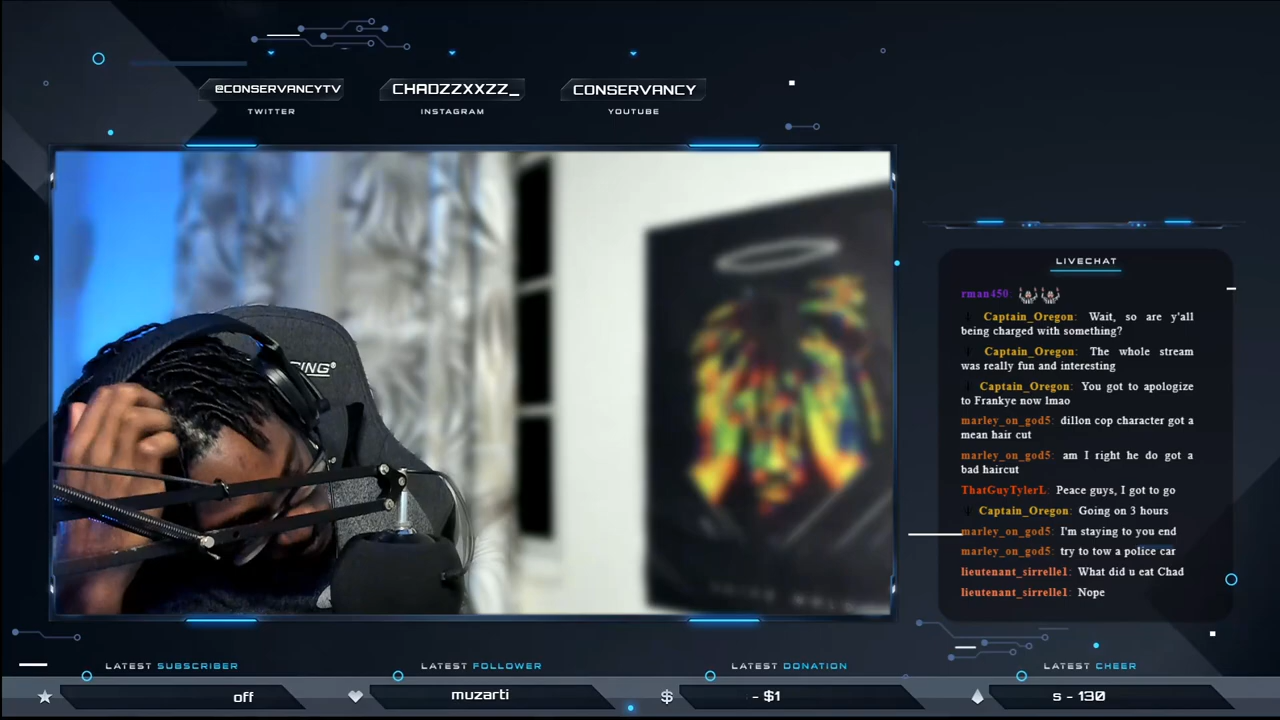 @CONSERVANCYTV
CHADZZXXZZ_
CONSERVANCY
TWITTER
INSTAGRAM
YOUTUBE
LIVECHAT
rman450:
Captain_Oregon: Wait, so are y'all
being charged with something?
Captain_Oregon: The whole stream
was really fun and interesting
Captain_Oregon: You got to apologize
to Frankye now lmao
marley_on_god5: dillon cop character got a
mean hair cut
marley_on_god5: am I right he do got a
bad haircut
ThatGuyTylerL: Peace guys, I got to go
Captain_Oregon: Going on 3 hours
marley_on_god5: I'm staying to you end
marley_on_god5: try to tow a police car
lieutenant_sirrelle1: What did u eat Chad
lieutenant_sirrelle1: Nope
LATEST SUBSCRIBER
LATEST FOLLOWER
LATEST DONATION
LATEST CHEER
off
muzarti
$
- $1
s - 130